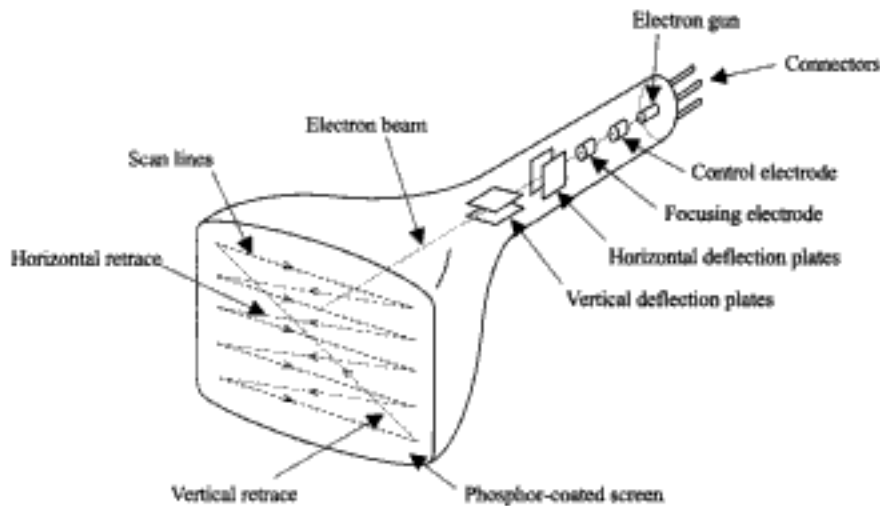 Electron gun
Connectors
Electron beam
Scan lines
Control electrode
Focusing electrode
Horizontal retrace
Horizontal deflection plates
Vertical deflection plates
Vertical retrace
Phosphor-coated screen